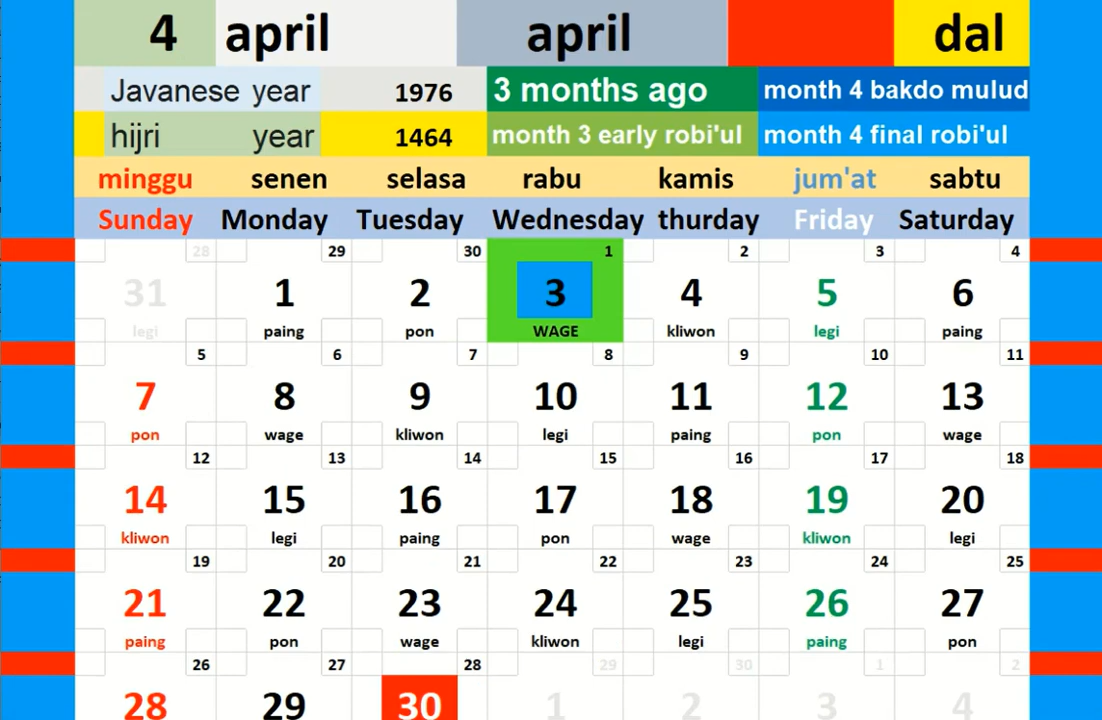 4 april april dal
Javanese year 1976 3 months ago month 4 bakdo mulud
hijri year 1464 month 3 early robi'ul month 4 final robi'ul
minggu senen selasa rabu kamis jum'at sabtu
Sunday Monday Tuesday Wednesday thurday Friday Saturday
28 29 30 1 2 3 4
31 1 2 3 4 5 6
legi paing pon WAGE kliwon legi paing
5 6 7 8 9 10 11
7 8 9 10 11 12 13
pon wage kliwon legi paing pon wage
12 13 14 15 16 17 18
14 15 16 17 18 19 20
kliwon legi paing pon wage kliwon legi
19 20 21 22 23 24 25
21 22 23 24 25 26 27
paing pon wage kliwon legi paing pon
26 27 28 29 30 1 2
28 29 30 1 2 3 4